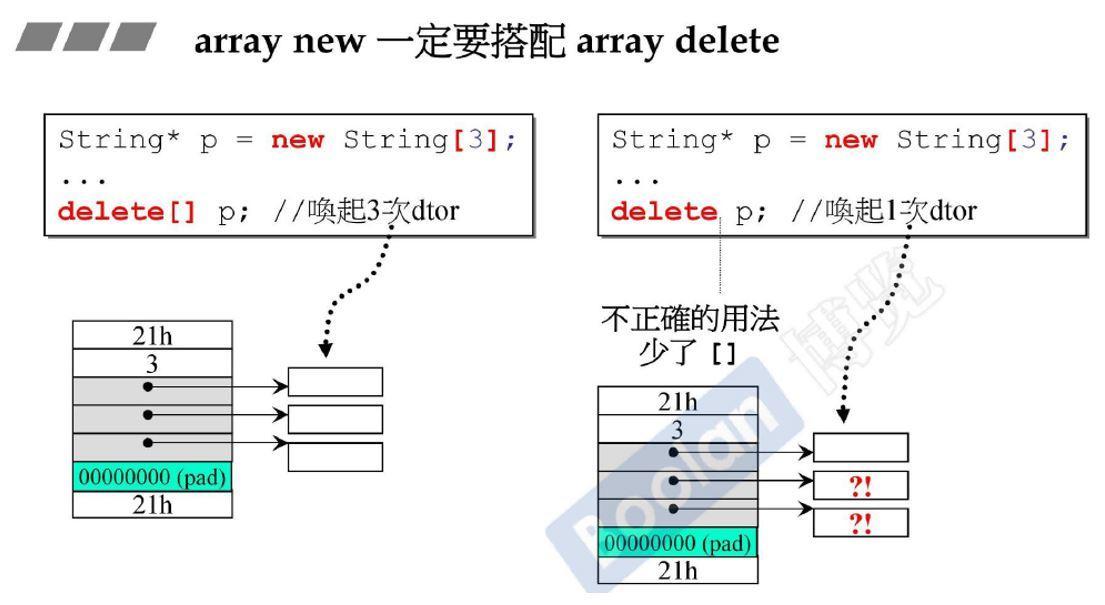 array new 一定要搭配 array delete
String* p = new String[3];
...
delete[] p; //喚起3次dtor
21h
3
00000000 (pad)
21h
String* p = new String[3];
...
delete p; //喚起1次dtor
不正確的用法
少了 []
21h
3
?!
?!
00000000 (pad)
21h
Boolan 博览